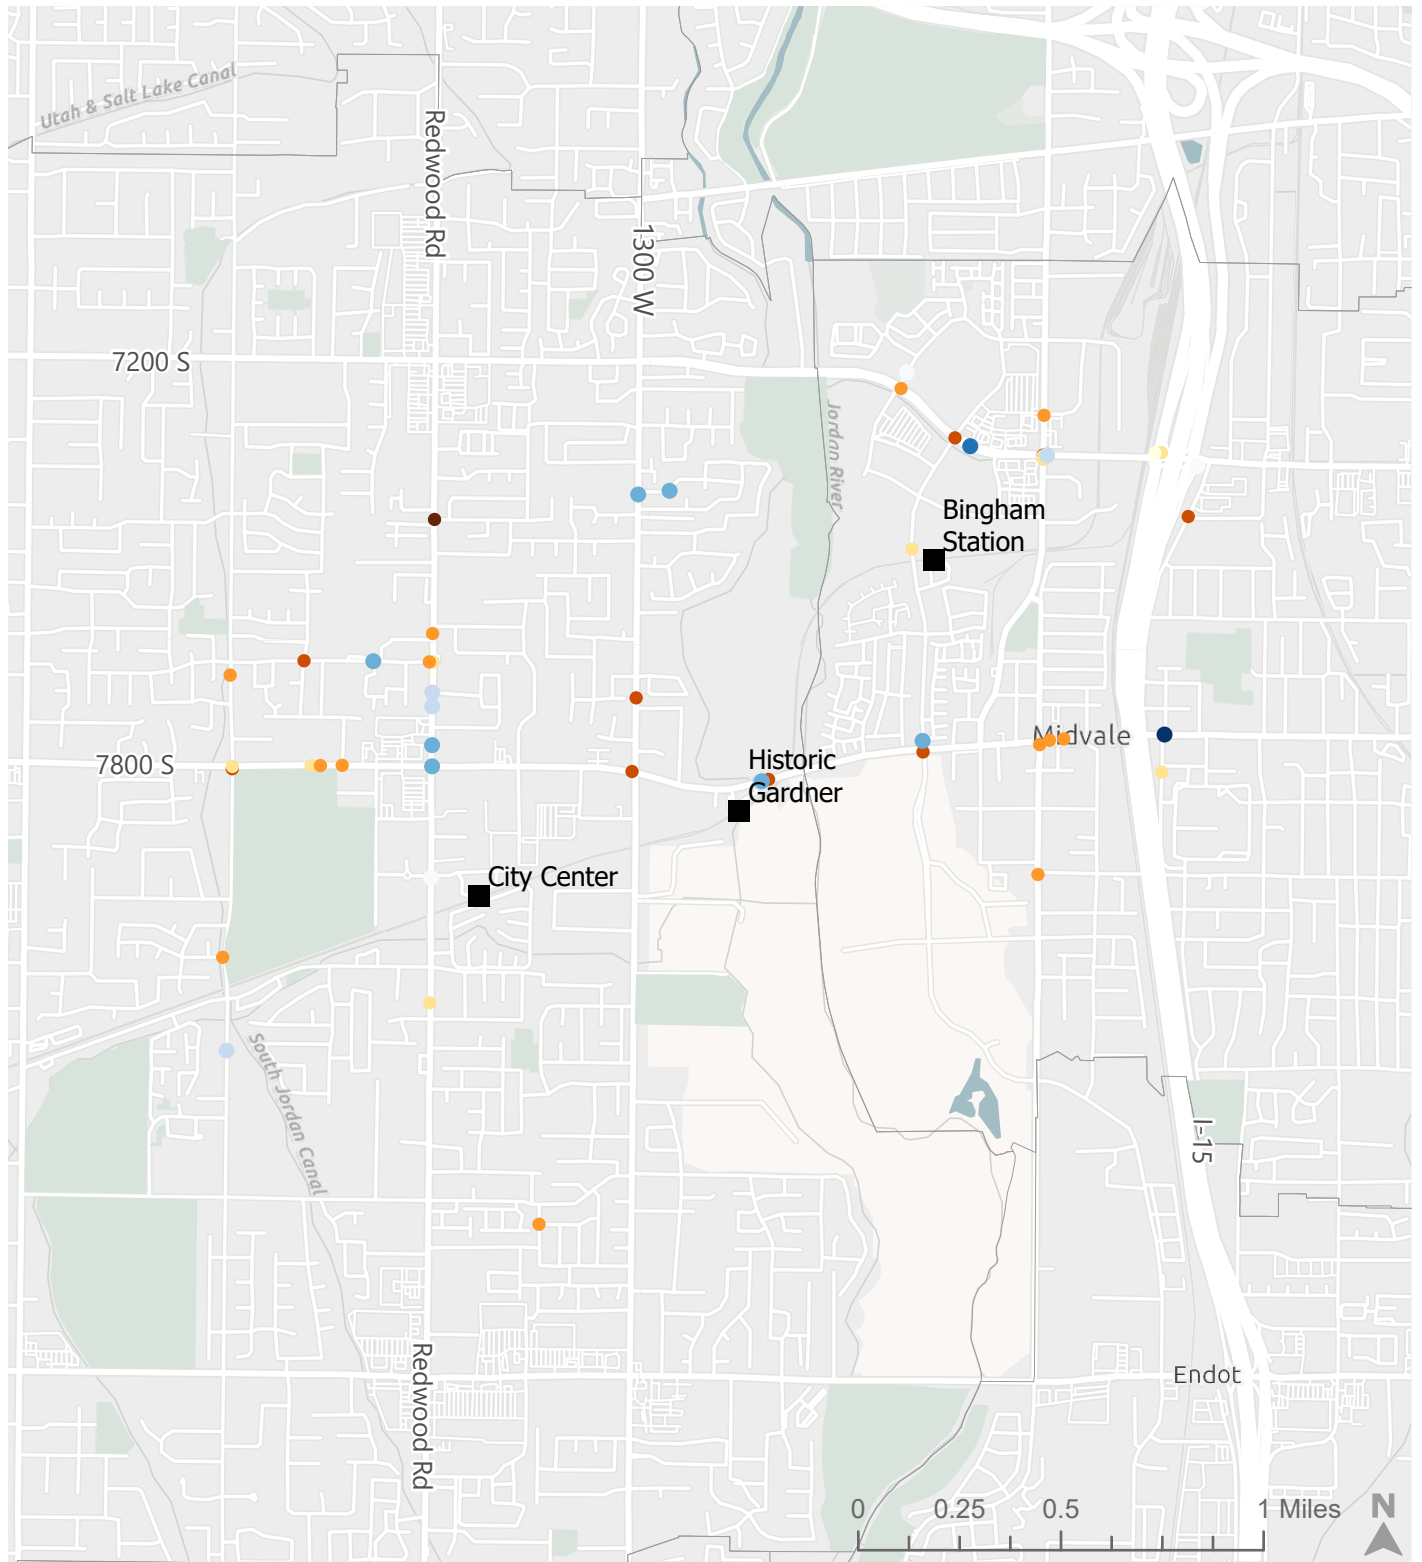 Utah & Salt Lake Canal
Redwood Rd
1300 W
7200 S
Jordan River
Bingham
Station
Midvale
Historic
Gardner
7800 S
City Center
South Jordan Canal
I-15
Redwood Rd
Endot
0 0.25 0.5 1 Miles
N